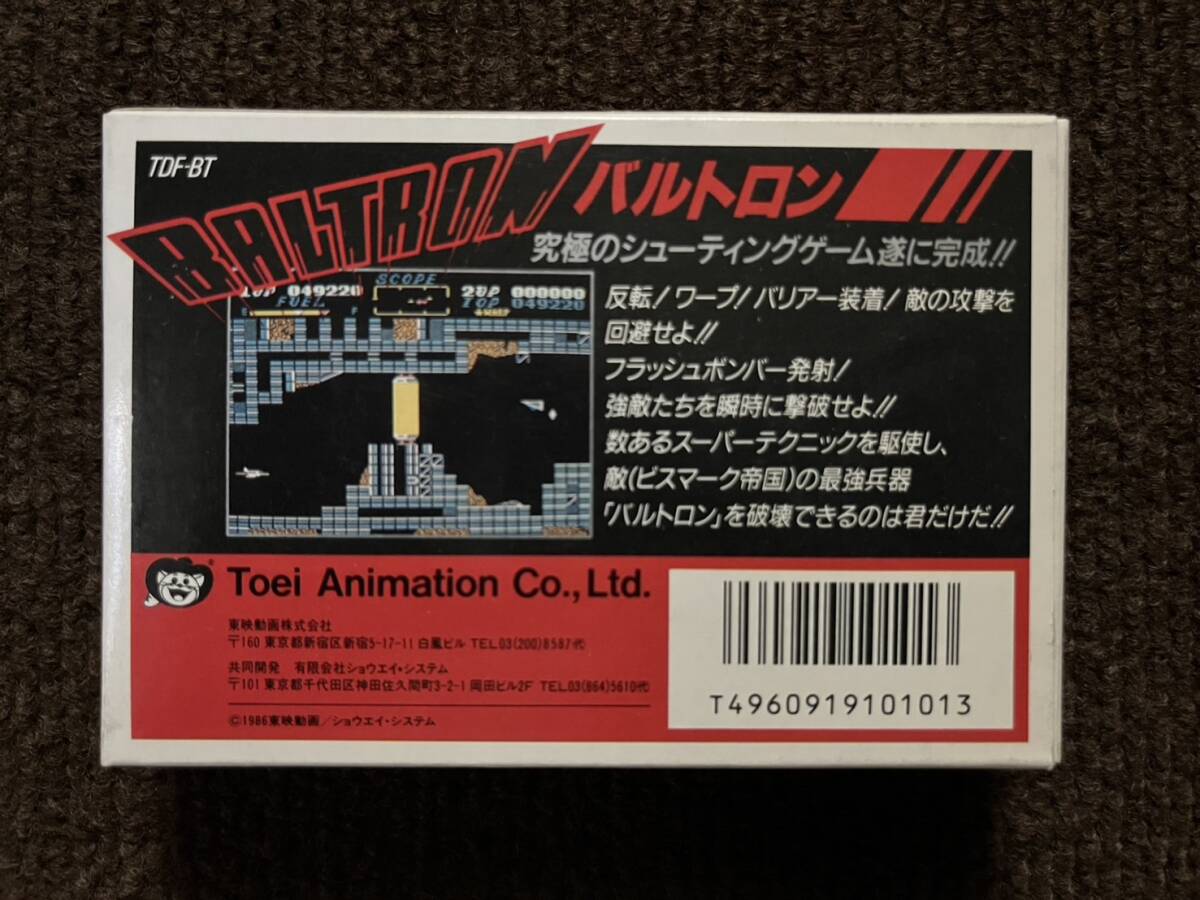 TDF-BT
BALTRON バルトロン
究極のシューティングゲーム遂に完成!!
1UP 049220 SCOPE 2UP 000000
FUEL TOP 049220
E F
反転!ワープ!バリアー装着!敵の攻撃を
回避せよ!!
フラッシュボンバー発射!
強敵たちを瞬時に撃破せよ!!
数あるスーパーテクニックを駆使し、
敵(ビスマーク帝国)の最強兵器
「バルトロン」を破壊できるのは君だけだ!!
Toei Animation Co., Ltd.
東映動画株式会社
〒160 東京都新宿区新宿5-17-11 白鳳ビル TEL03(200)8587代
共同開発 有限会社ショウエイ・システム
〒101 東京都千代田区神田佐久間町3-2-1 岡田ビル2F TEL03(864)5610代
©1986東映動画/ショウエイ・システム
T4960919101013